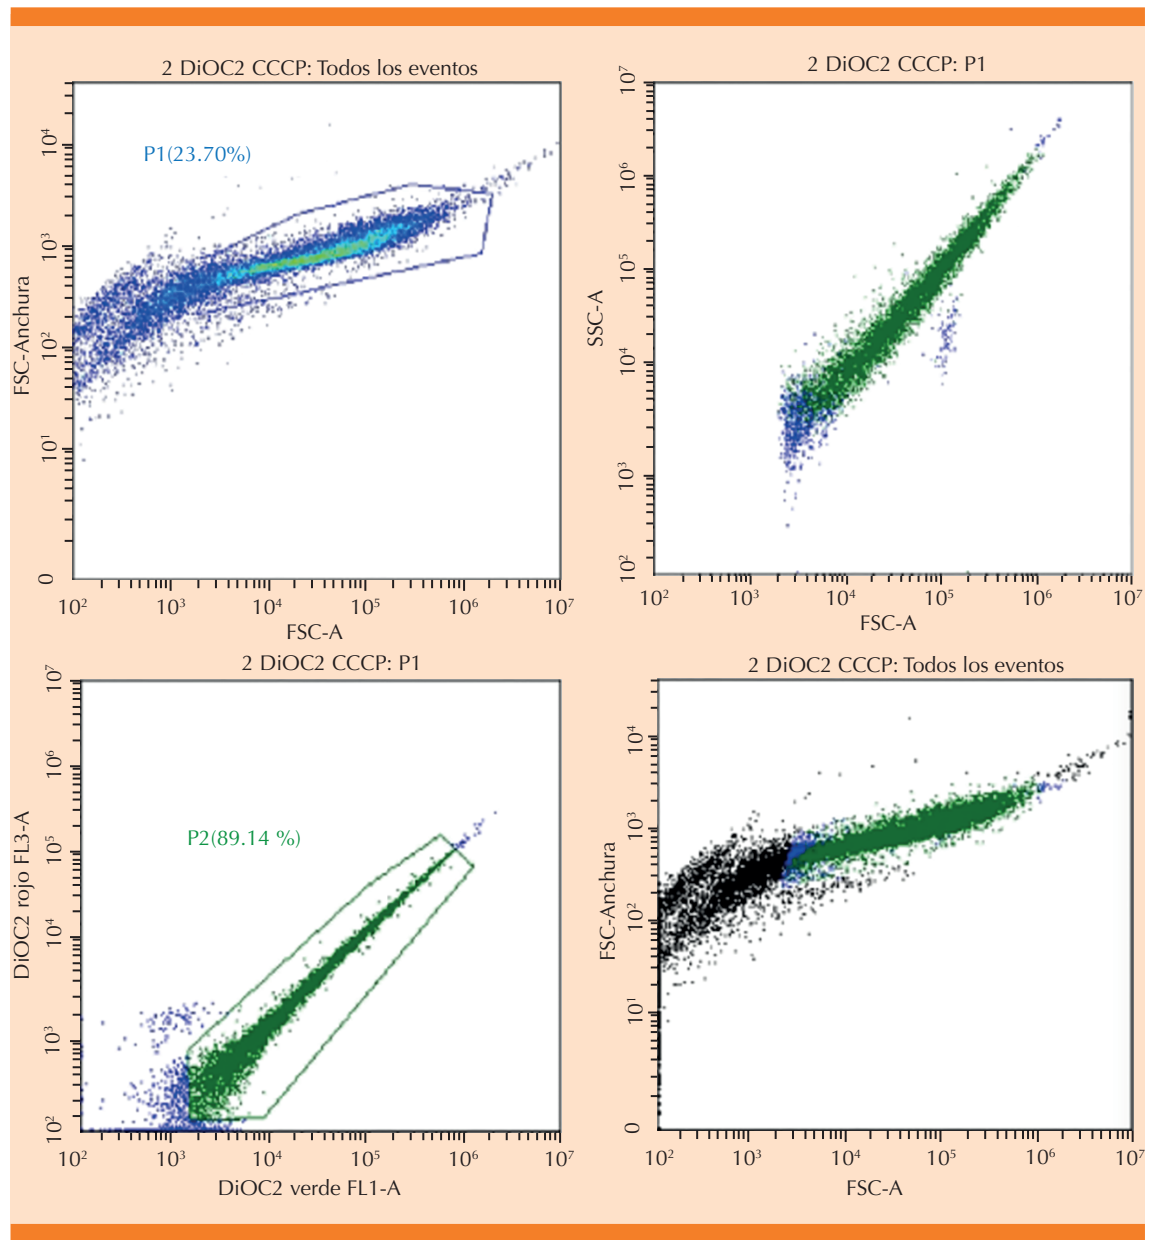 2 DiOC2 CCCP: Todos los eventos
P1(23.70%)
FSC-Anchura
10⁴
10³
10²
10¹
0
10² 10³ 10⁴ 10⁵ 10⁶ 10⁷
FSC-A
2 DiOC2 CCCP: P1
SSC-A
10⁷
10⁶
10⁵
10⁴
10³
10²
10² 10³ 10⁴ 10⁵ 10⁶ 10⁷
FSC-A
2 DiOC2 CCCP: P1
P2(89.14 %)
DiOC2 rojo FL3-A
10⁷
10⁶
10⁵
10⁴
10³
10²
10² 10³ 10⁴ 10⁵ 10⁶ 10⁷
DiOC2 verde FL1-A
2 DiOC2 CCCP: Todos los eventos
FSC-Anchura
10⁴
10³
10²
10¹
0
10² 10³ 10⁴ 10⁵ 10⁶ 10⁷
FSC-A